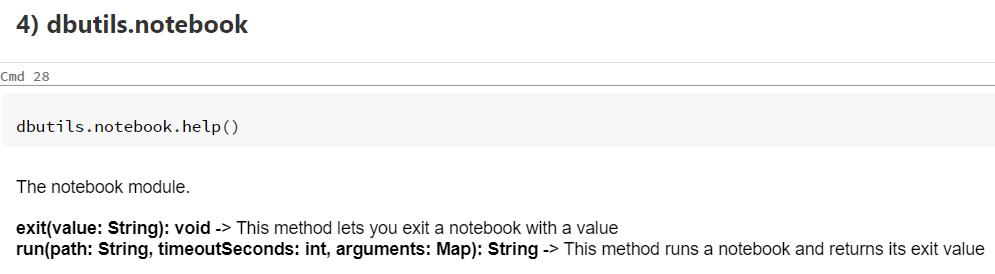 4) dbutils.notebook
Cmd 28
dbutils.notebook.help()
The notebook module.
exit(value: String): void -> This method lets you exit a notebook with a value
run(path: String, timeoutSeconds: int, arguments: Map): String -> This method runs a notebook and returns its exit value